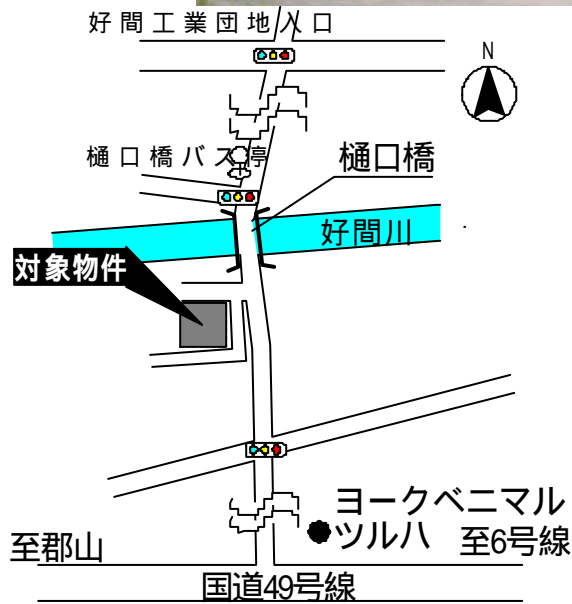 好間工業団地入口
N
樋口橋バス停
樋口橋
好間川
対象物件
ヨークベニマル
ツルハ
至郡山
至6号線
国道49号線